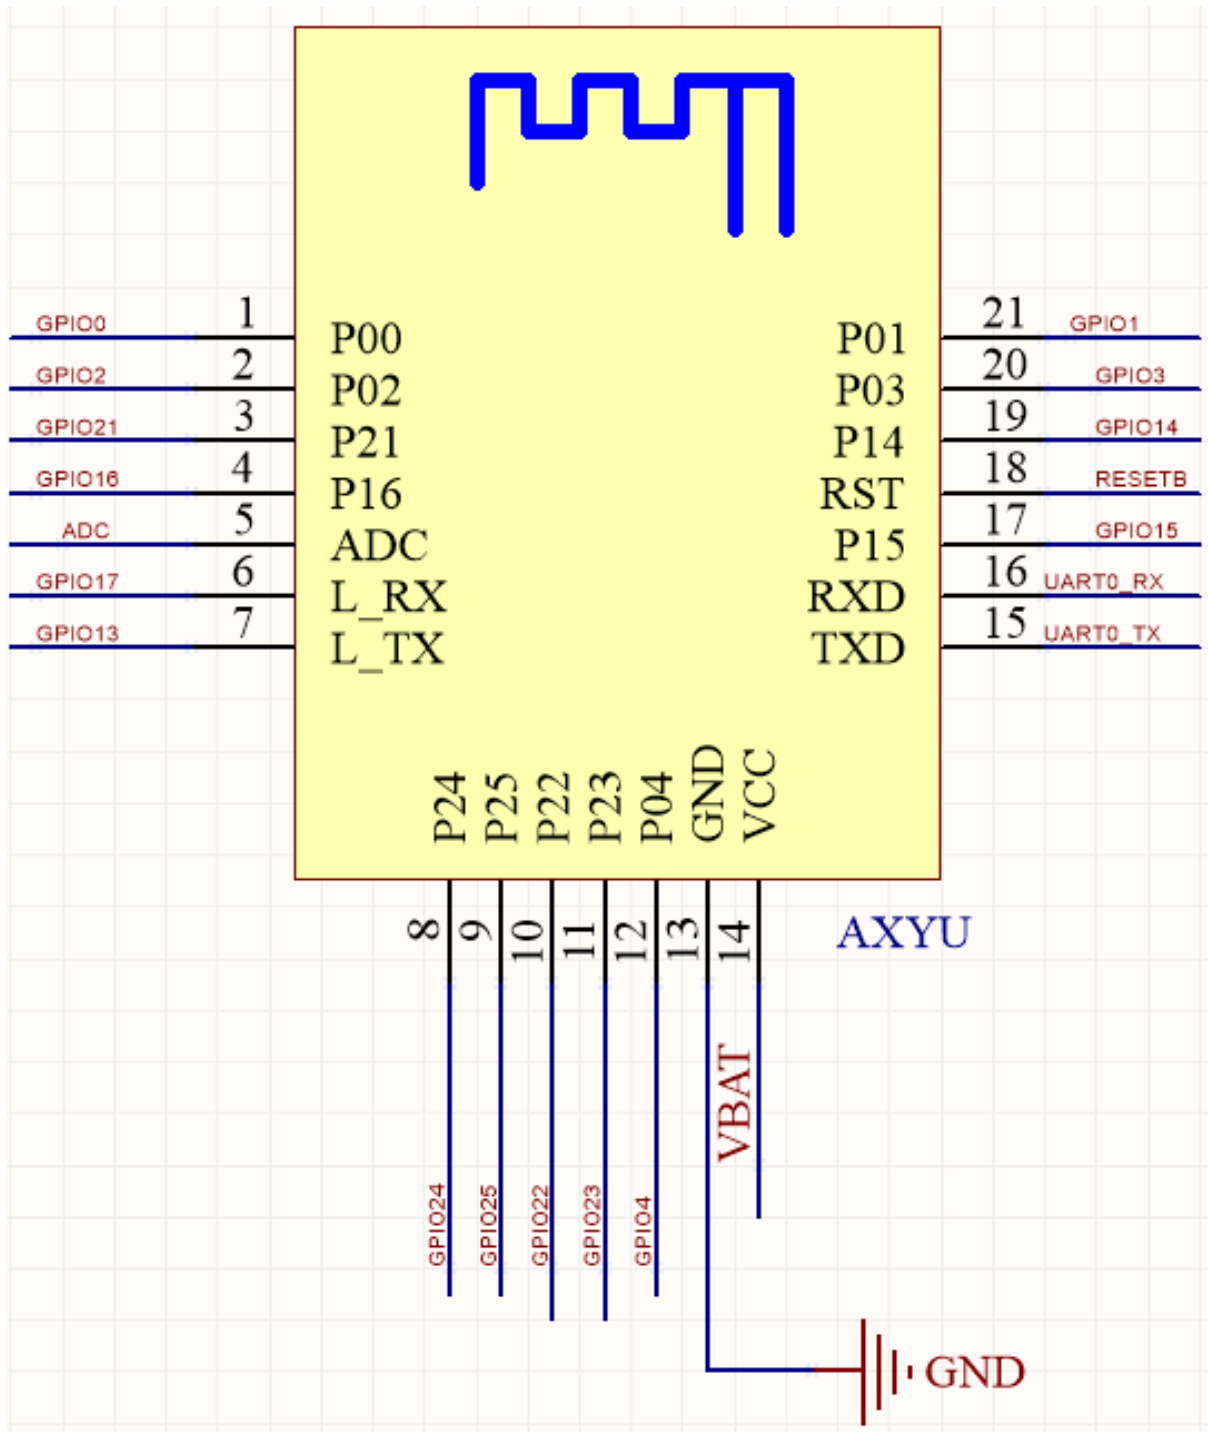 GPIO0 1 P00 P01 21 GPIO1
GPIO2 2 P02 P03 20 GPIO3
GPIO21 3 P21 P14 19 GPIO14
GPIO16 4 P16 RST 18 RESETB
ADC 5 ADC P15 17 GPIO15
GPIO17 6 L_RX RXD 16 UART0_RX
GPIO13 7 L_TX TXD 15 UART0_TX
P24 P25 P22 P23 P04 GND VCC
8 9 10 11 12 13 14 AXYU
VBAT
GPIO24 GPIO25 GPIO22 GPIO23 GPIO4
GND